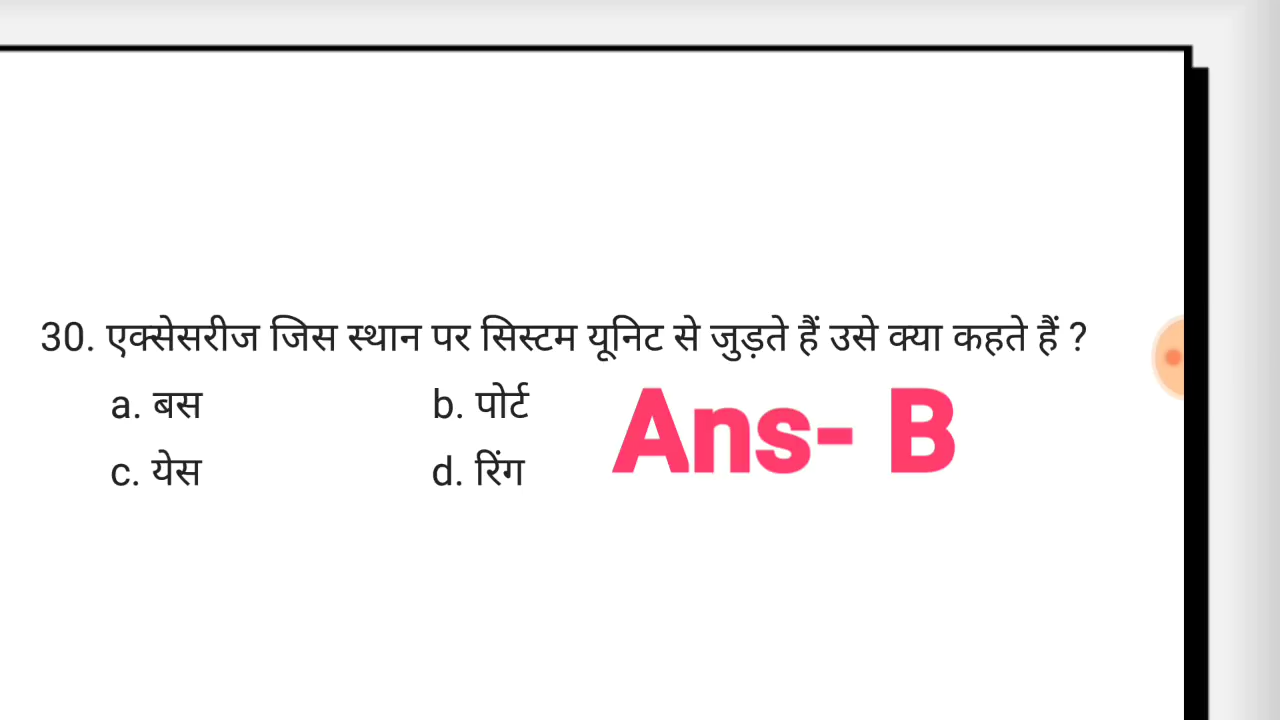 30. एक्सेसरीज जिस स्थान पर सिस्टम यूनिट से जुड़ते हैं उसे क्या कहते हैं ?
a. बस b. पोर्ट
c. येस d. रिंग
Ans- B